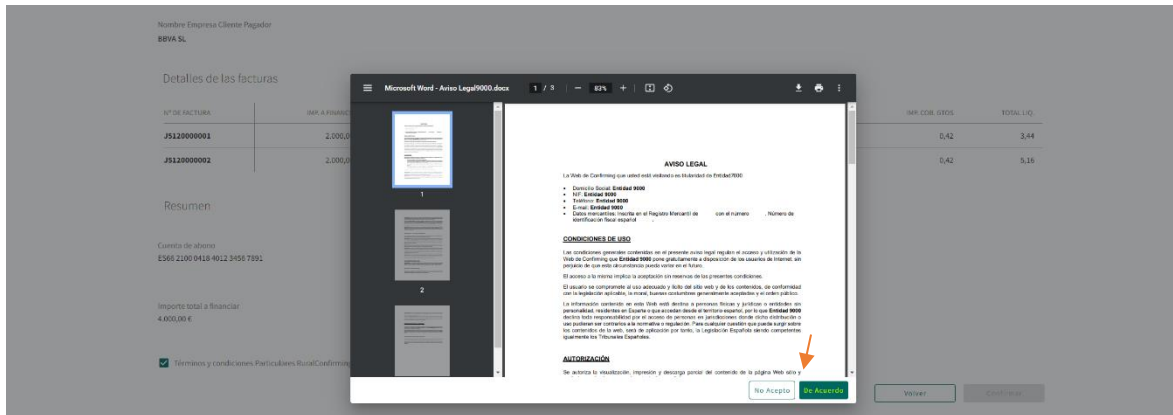 Nombre Empresa Cliente Pagador
BBVA SL
Detalles de las facturas
Nº DE FACTURA IMP. A FINANC IMP. COB. GTOS TOTAL LIQ.
J5120000001 2.000,0 0,42 3,44
J5120000002 2.000,0 0,42 5,16
Resumen
Cuenta de abono
ES66 2100 0418 4012 3456 7891
Importe total a financiar
4.000,00 €
Términos y condiciones Particulares RuralConfirming
Volver Confirmar
Microsoft Word - Aviso Legal9000.docx 1 / 3 83%
1
2
AVISO LEGAL
La Web de Confirming que usted está visitando es titularidad de Entidad7800
Domicilio Social: Entidad 9000
NIF: Entidad 9000
Teléfono: Entidad 9000
E-mail: Entidad 9000
Datos mercantiles: Inscrita en el Registro Mercantil de con el numero , Número de
identificación fiscal español .
CONDICIONES DE USO
Las condiciones generales contenidas en el presente aviso legal regulan el acceso y utilización de la
Web de Confirming que Entidad 9000 pone gratuitamente a disposición de los usuarios de Internet, sin
perjuicio de que esta circunstancia pueda variar en el futuro.
El acceso a la misma implica la aceptación sin reservas de las presentes condiciones.
El usuario se compromete al uso adecuado y lícito del sitio web y de los contenidos, de conformidad
con la legislación aplicable, la moral, buenas costumbres generalmente aceptadas y el orden público.
La información contenida en esta Web está destina a personas físicas y jurídicas o entidades sin
personalidad, residentes en España o que accedan desde el territorio español, por lo que Entidad 9000
declina toda responsabilidad por el acceso de personas en jurisdicciones donde dicha distribución o
uso pudieran ser contrarios a la normativa o regulación. Para cualquier cuestión que pueda surgir sobre
los contenidos de la web, será de aplicación por tanto, la Legislación Española siendo competentes
igualmente los Tribunales Españoles.
AUTORIZACIÓN
Se autoriza la visualización, impresión y descarga parcial del contenido de la página Web sólo y
No Acepto De Acuerdo